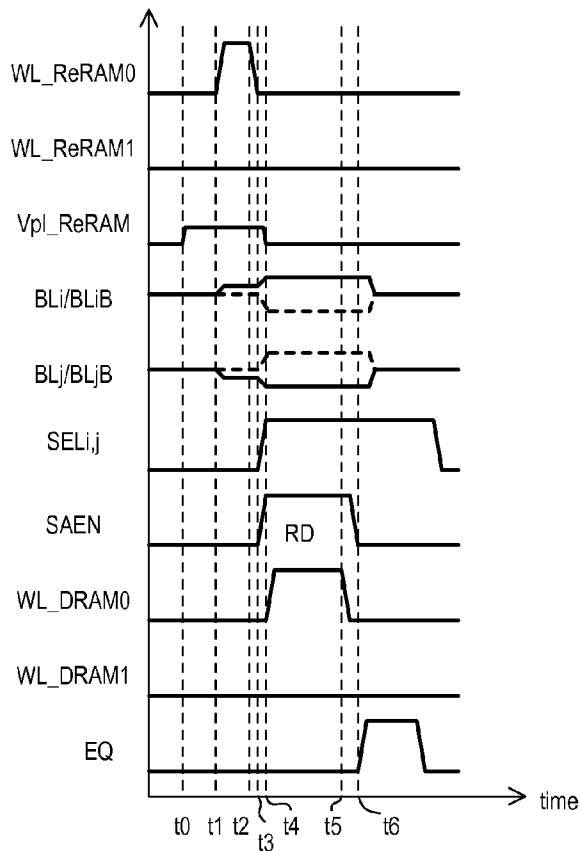 WL_ReRAM0
WL_ReRAM1
Vpl_ReRAM
BLi/BLiB
BLj/BLjB
SELi,j
SAEN
RD
WL_DRAM0
WL_DRAM1
EQ
time
t0 t1 t2 t3 t4 t5 t6